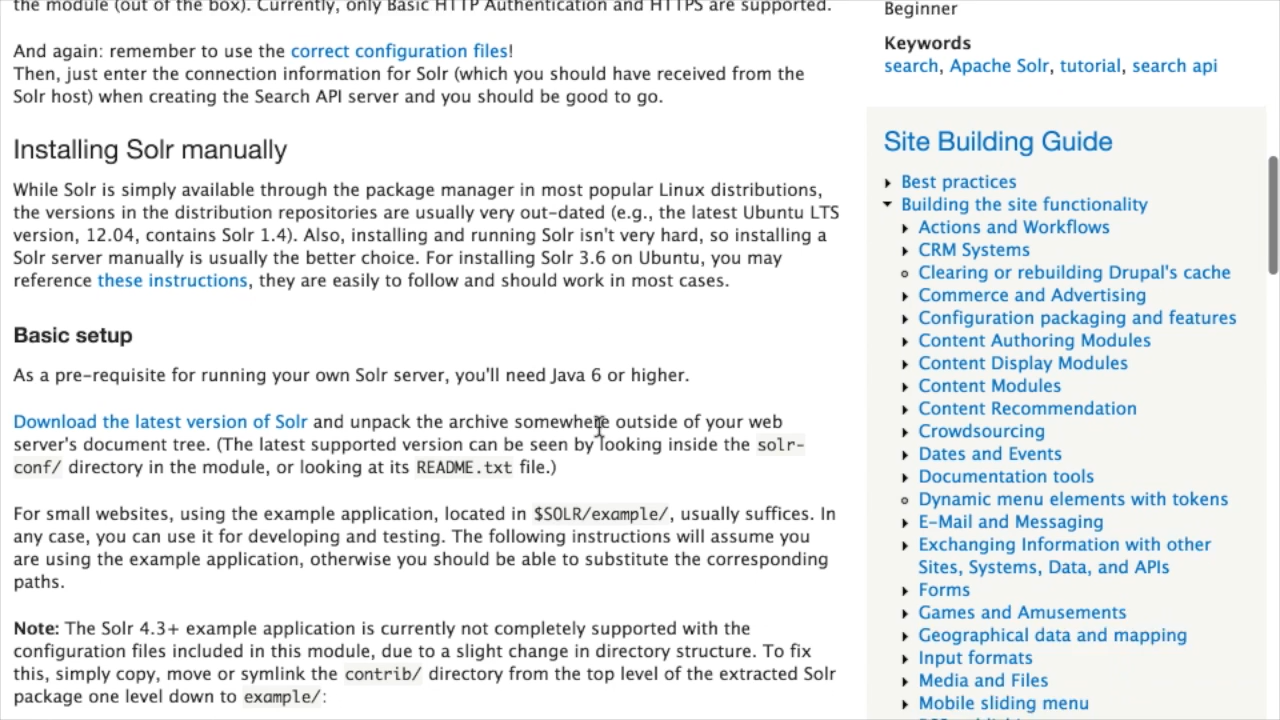 the module (out of the box). Currently, only Basic HTTP Authentication and HTTPS are supported.
And again: remember to use the correct configuration files!
Then, just enter the connection information for Solr (which you should have received from the
Solr host) when creating the Search API server and you should be good to go.
Installing Solr manually
While Solr is simply available through the package manager in most popular Linux distributions,
the versions in the distribution repositories are usually very out-dated (e.g., the latest Ubuntu LTS
version, 12.04, contains Solr 1.4). Also, installing and running Solr isn't very hard, so installing a
Solr server manually is usually the better choice. For installing Solr 3.6 on Ubuntu, you may
reference these instructions, they are easily to follow and should work in most cases.
Basic setup
As a pre-requisite for running your own Solr server, you'll need Java 6 or higher.
Download the latest version of Solr and unpack the archive somewhere outside of your web
server's document tree. (The latest supported version can be seen by looking inside the solr-
conf/ directory in the module, or looking at its README.txt file.)
For small websites, using the example application, located in $SOLR/example/, usually suffices. In
any case, you can use it for developing and testing. The following instructions will assume you
are using the example application, otherwise you should be able to substitute the corresponding
paths.
Note: The Solr 4.3+ example application is currently not completely supported with the
configuration files included in this module, due to a slight change in directory structure. To fix
this, simply copy, move or symlink the contrib/ directory from the top level of the extracted Solr
package one level down to example/:
Beginner
Keywords
search, Apache Solr, tutorial, search api
Site Building Guide
Best practices
Building the site functionality
Actions and Workflows
CRM Systems
Clearing or rebuilding Drupal's cache
Commerce and Advertising
Configuration packaging and features
Content Authoring Modules
Content Display Modules
Content Modules
Content Recommendation
Crowdsourcing
Dates and Events
Documentation tools
Dynamic menu elements with tokens
E-Mail and Messaging
Exchanging Information with other
Sites, Systems, Data, and APIs
Forms
Games and Amusements
Geographical data and mapping
Input formats
Media and Files
Mobile sliding menu